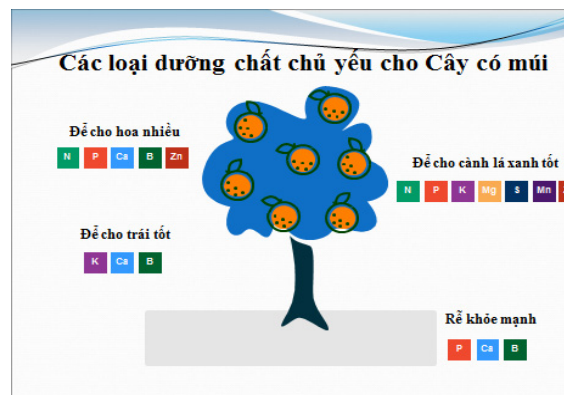 Các loại dưỡng chất chủ yếu cho Cây có múi
Để cho hoa nhiều
N P Ca B Zn
Để cho cành lá xanh tốt
N P K Mg S Mn
Để cho trái tốt
K Ca B
Rễ khỏe mạnh
P Ca B